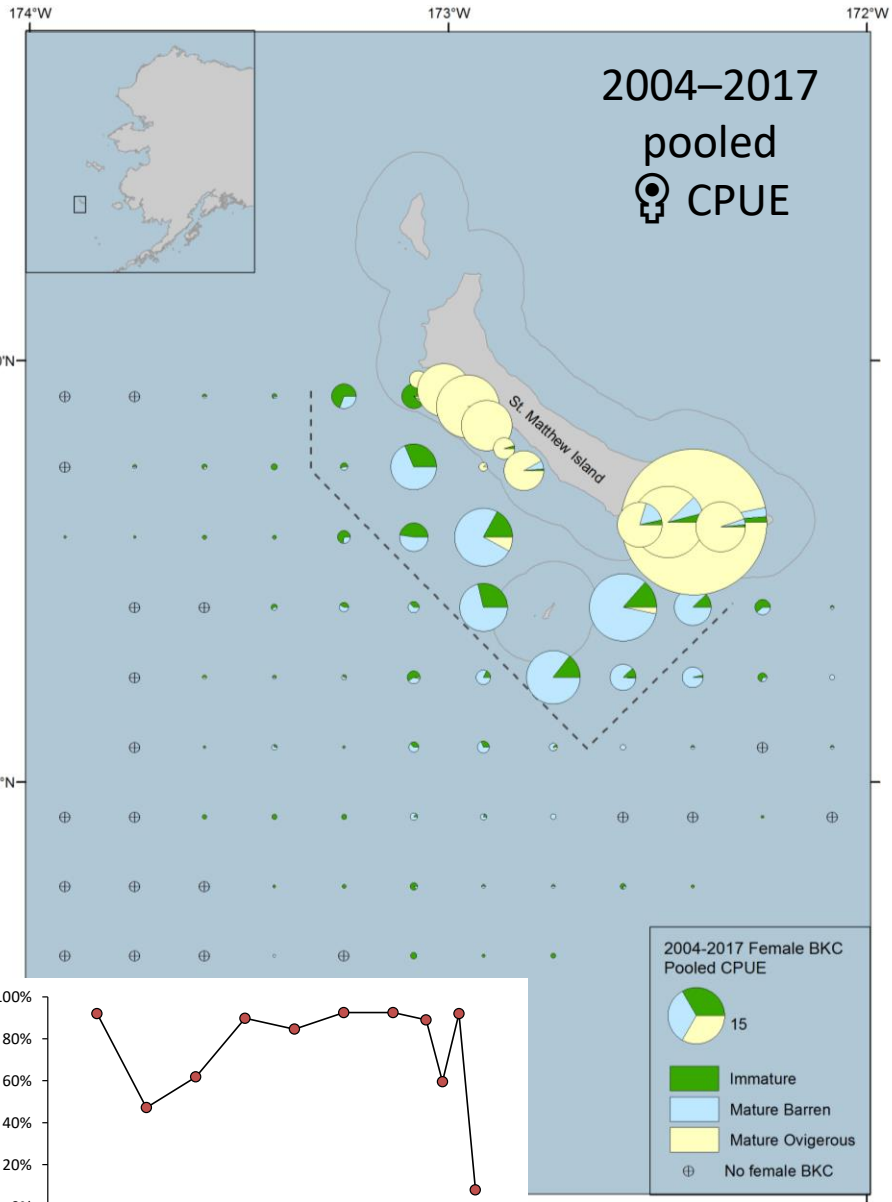 174°W
173°W
172°W
2004–2017
pooled
CPUE
St. Matthew Island
2004-2017 Female BKC
Pooled CPUE
15
Immature
Mature Barren
Mature Ovigerous
No female BKC
100%
80%
60%
40%
20%